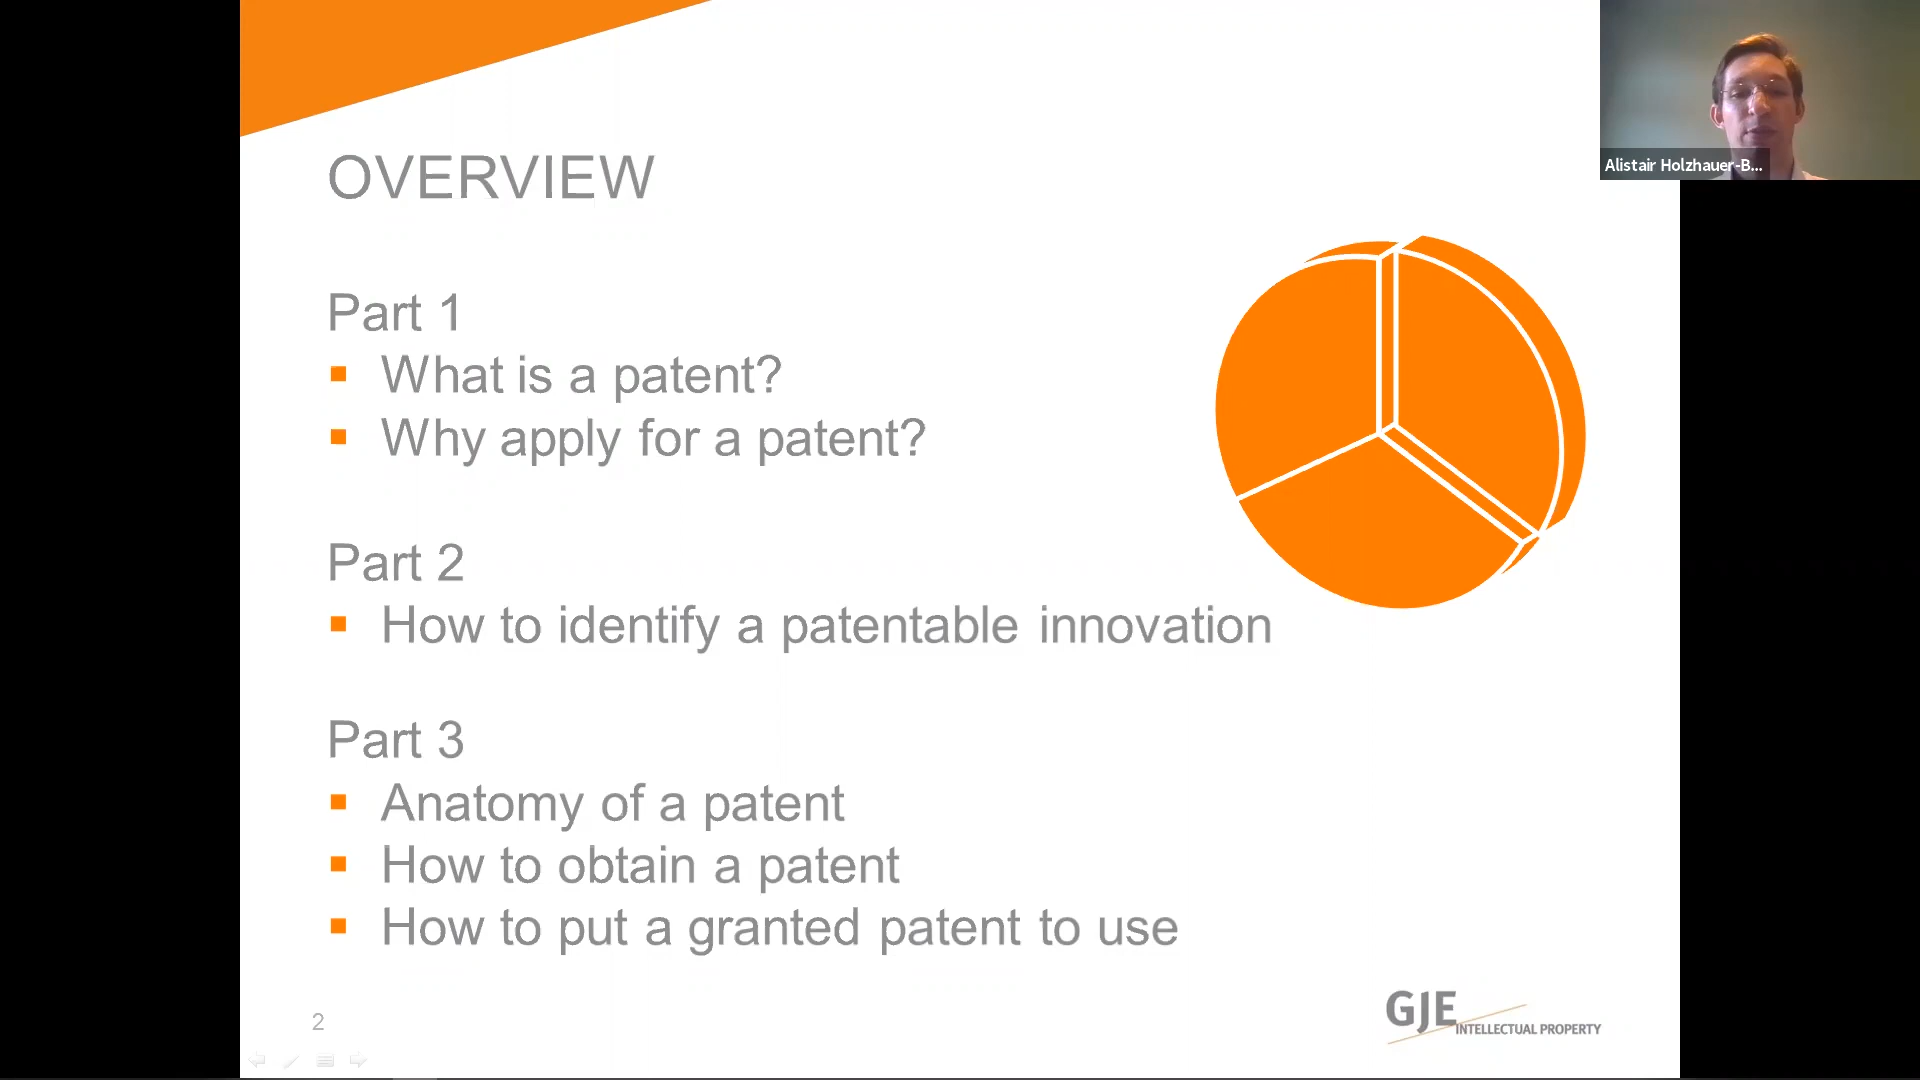 OVERVIEW
Alistair Holzhauer-B...
Part 1
▪ What is a patent?
▪ Why apply for a patent?
Part 2
▪ How to identify a patentable innovation
Part 3
▪ Anatomy of a patent
▪ How to obtain a patent
▪ How to put a granted patent to use
2
GJE INTELLECTUAL PROPERTY